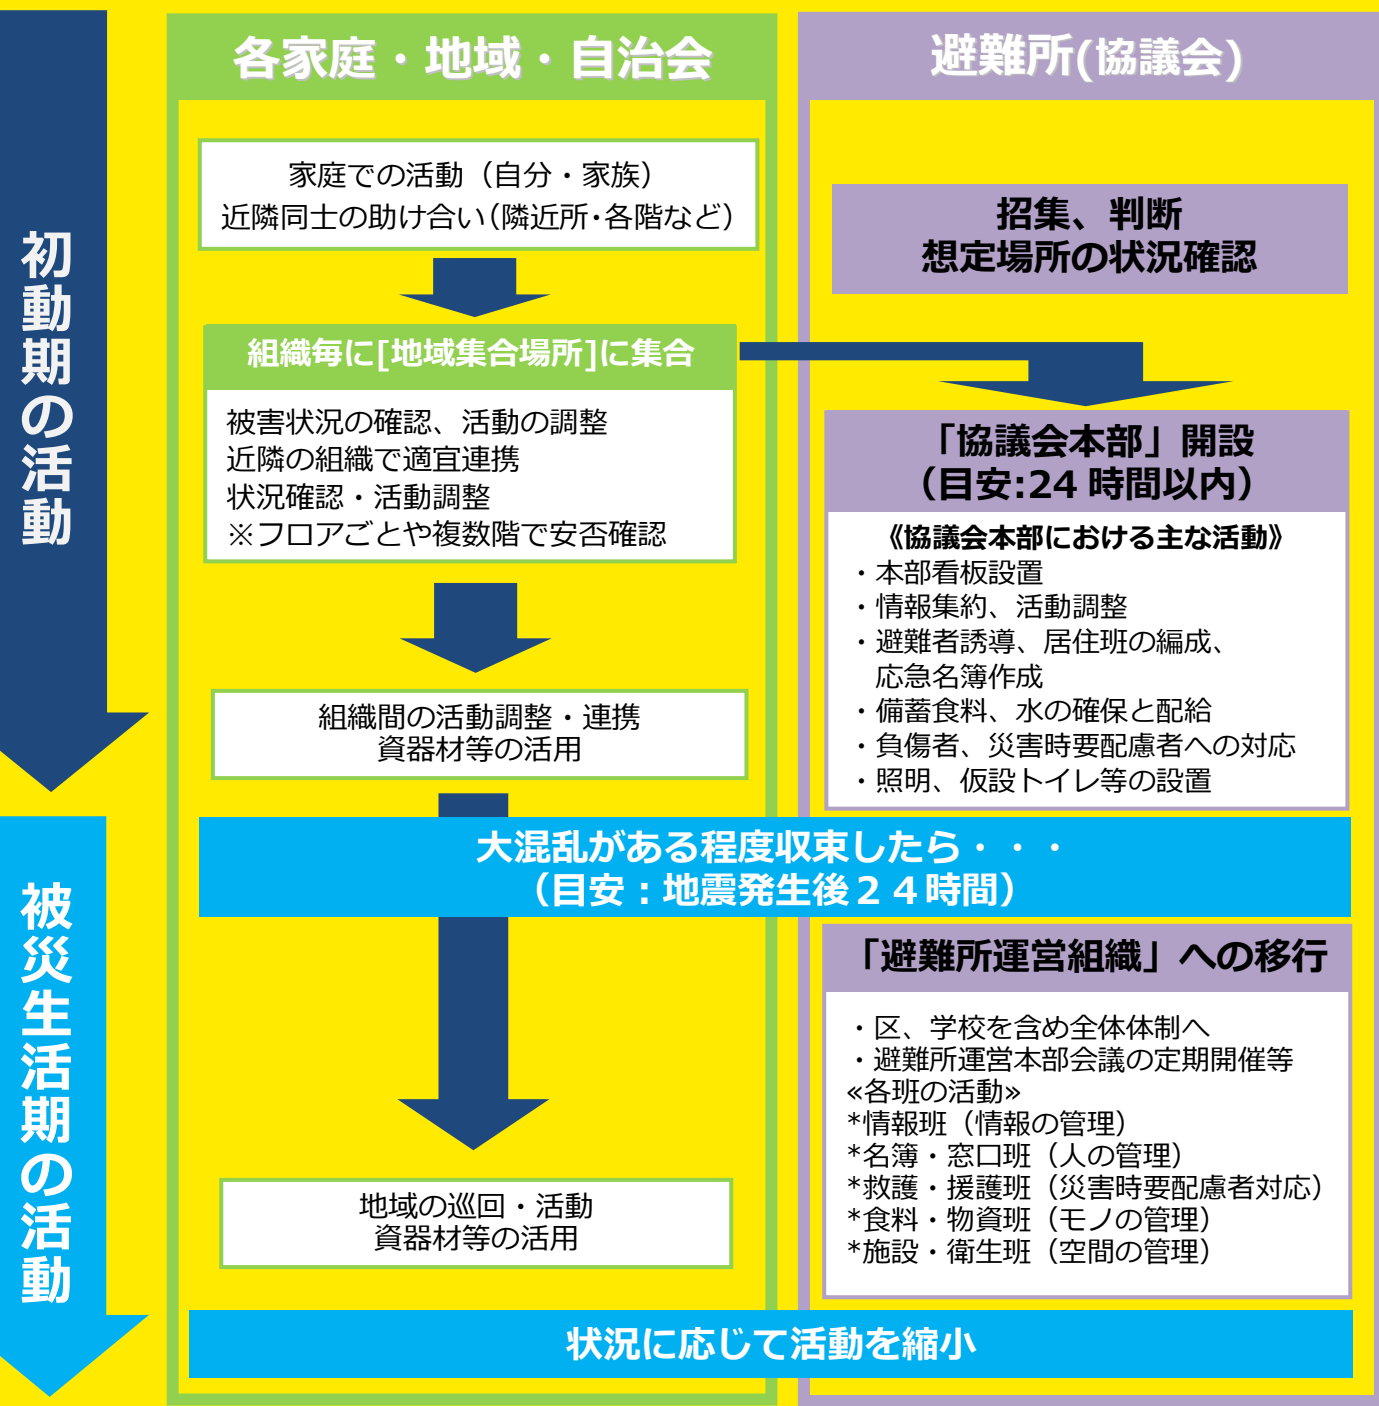 初動期の活動
被災生活期の活動
各家庭・地域・自治会
家庭での活動（自分・家族）
近隣同士の助け合い（隣近所・各階など）
組織毎に[地域集合場所]に集合
被害状況の確認、活動の調整
近隣の組織で適宜連携
状況確認・活動調整
※フロアごとや複数階で安否確認
組織間の活動調整・連携
資器材等の活用
避難所(協議会)
招集、判断
想定場所の状況確認
「協議会本部」開設
（目安:24 時間以内）
《協議会本部における主な活動》
・本部看板設置
・情報集約、活動調整
・避難者誘導、居住班の編成、
応急名簿作成
・備蓄食料、水の確保と配給
・負傷者、災害時要配慮者への対応
・照明、仮設トイレ等の設置
大混乱がある程度収束したら・・・
（目安：地震発生後２４時間）
地域の巡回・活動
資器材等の活用
「避難所運営組織」への移行
・区、学校を含め全体体制へ
・避難所運営本部会議の定期開催等
«各班の活動»
*情報班（情報の管理）
*名簿・窓口班（人の管理）
*救護・援護班（災害時要配慮者対応）
*食料・物資班（モノの管理）
*施設・衛生班（空間の管理）
状況に応じて活動を縮小